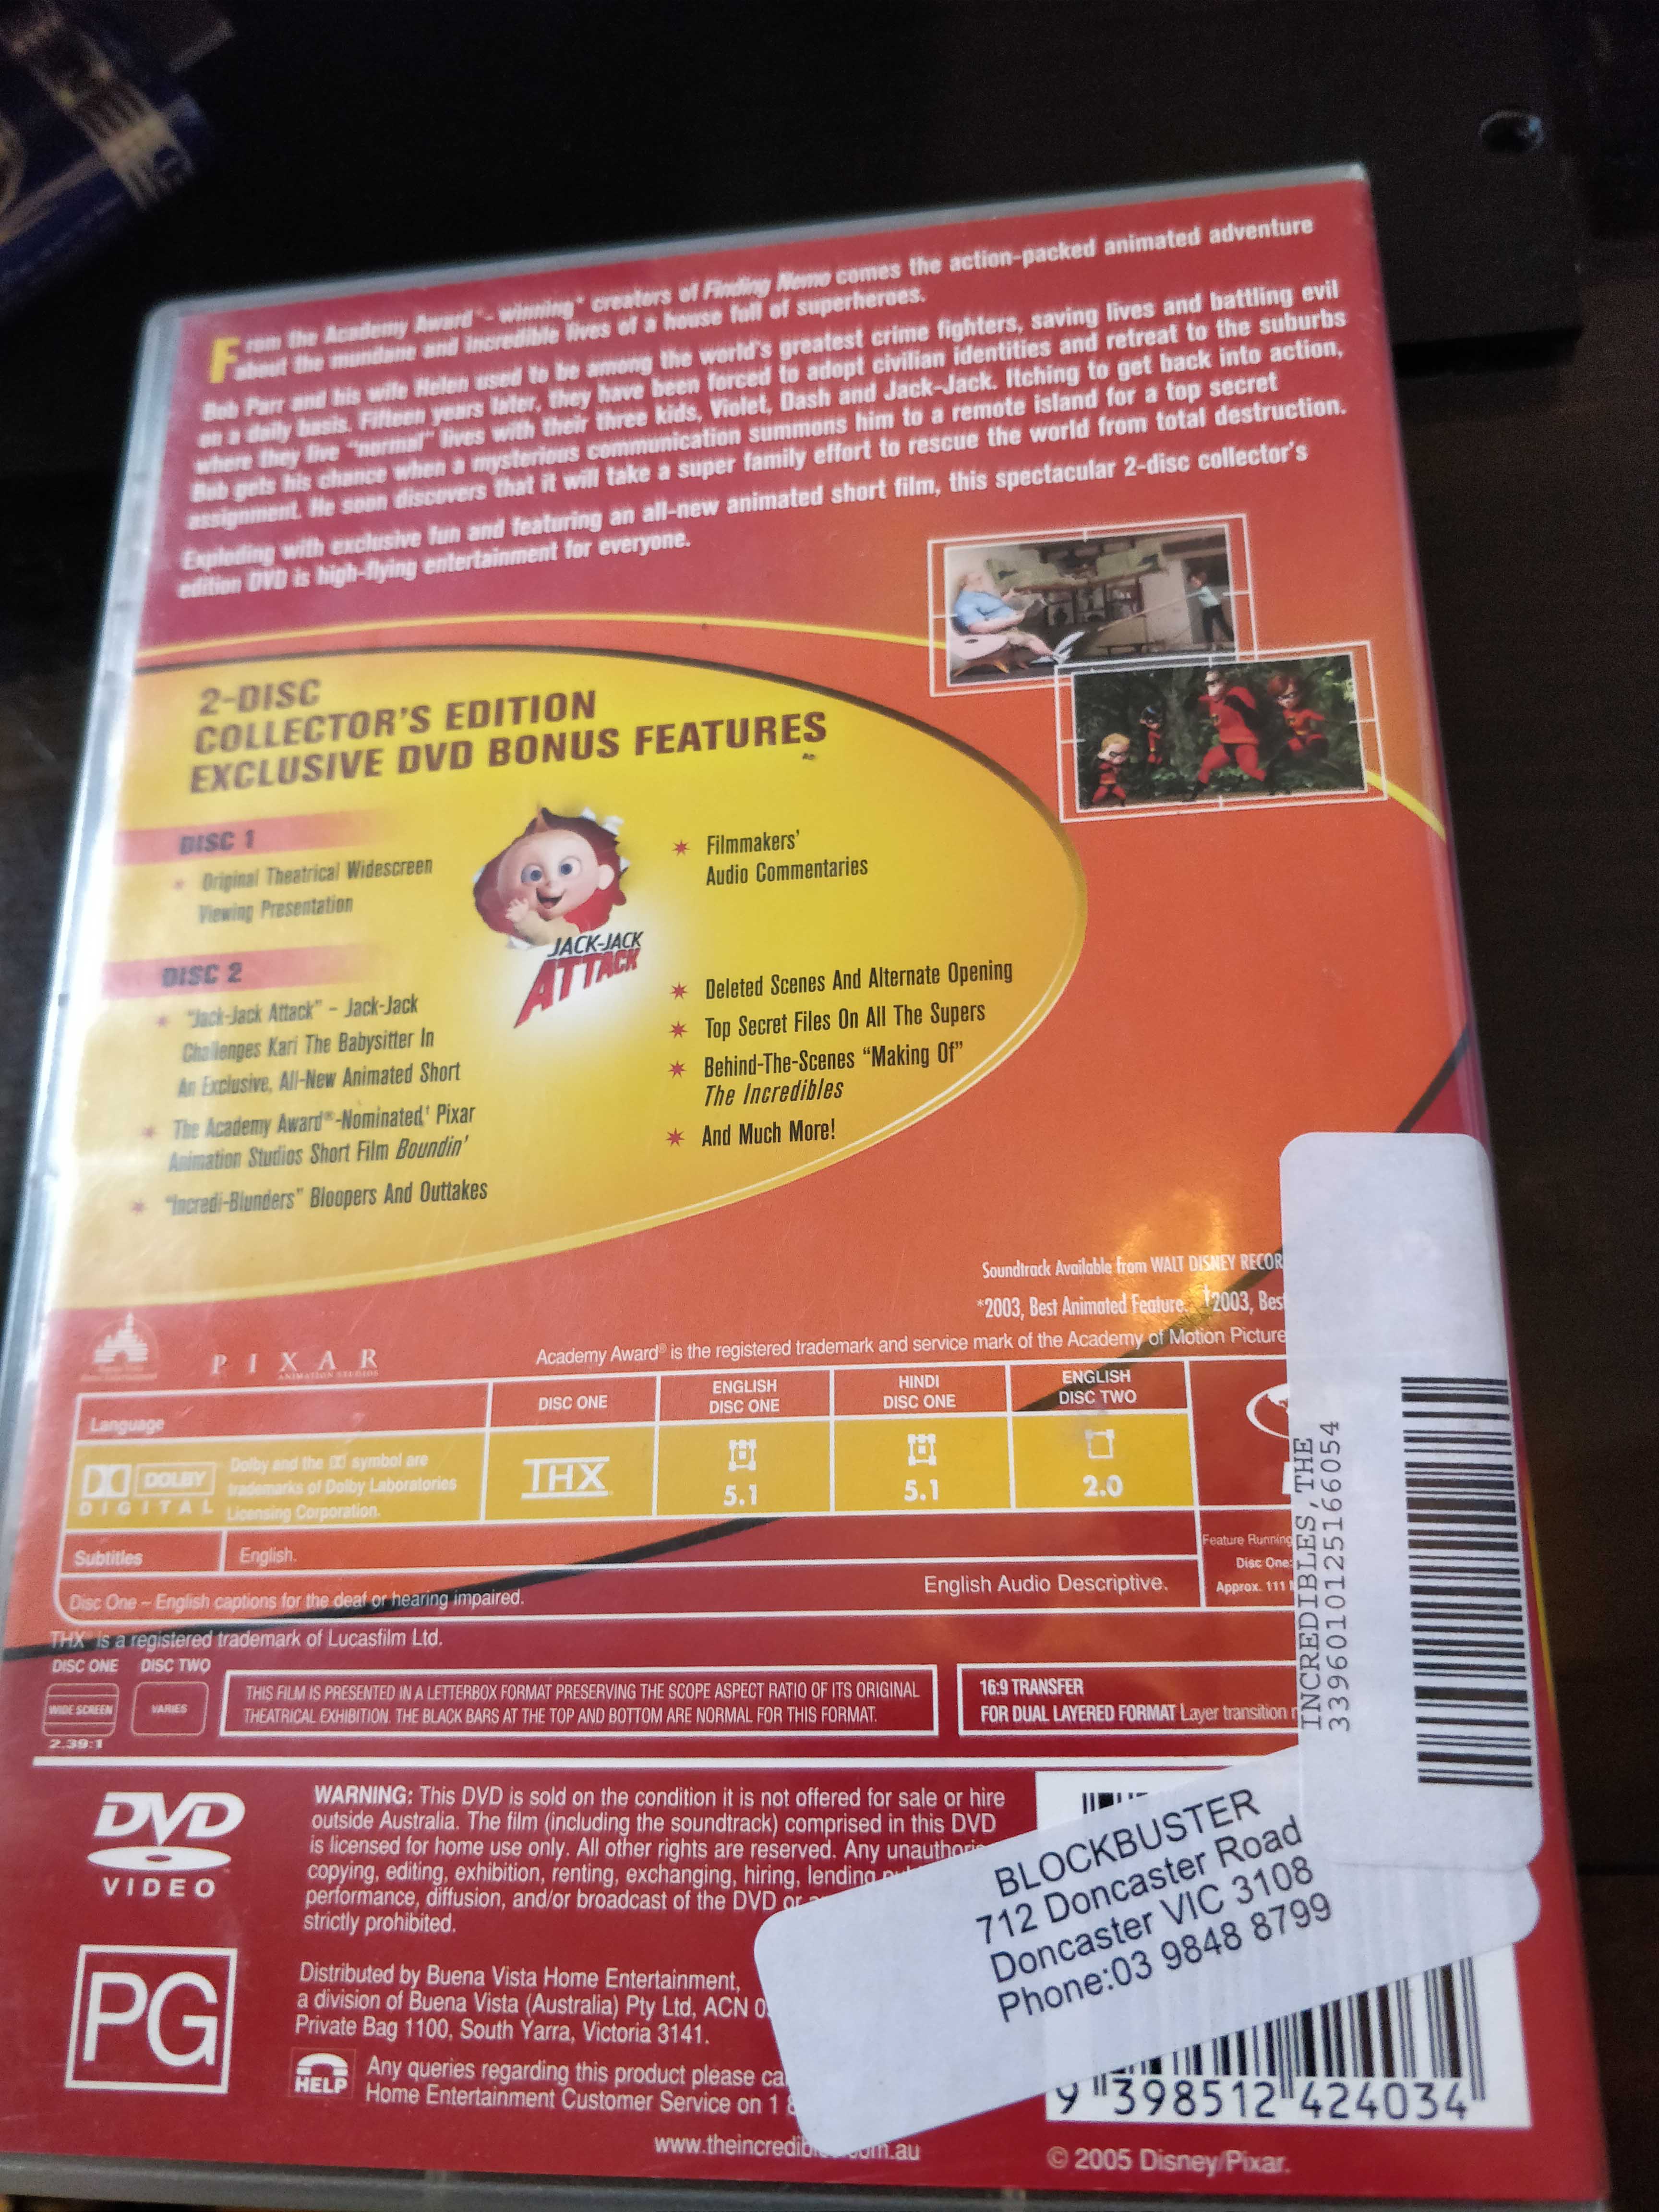 From the Academy Award®-winning* creators of Finding Nemo comes the action-packed animated adventure
about the mundane and incredible lives of a house full of superheroes.
Bob Parr and his wife Helen used to be among the world's greatest crime fighters, saving lives and battling evil
on a daily basis. Fifteen years later, they have been forced to adopt civilian identities and retreat to the suburbs
where they live "normal" lives with their three kids, Violet, Dash and Jack-Jack. Itching to get back into action,
Bob gets his chance when a mysterious communication summons him to a remote island for a top secret
assignment. He soon discovers that it will take a super family effort to rescue the world from total destruction.
Exploding with exclusive fun and featuring an all-new animated short film, this spectacular 2-disc collector's
edition DVD is high-flying entertainment for everyone.
2-DISC
COLLECTOR'S EDITION
EXCLUSIVE DVD BONUS FEATURES
DISC 1
Original Theatrical Widescreen
Viewing Presentation
Filmmakers'
Audio Commentaries
JACK-JACK
ATTACK
DISC 2
"Jack-Jack Attack" – Jack-Jack
Challenges Kari The Babysitter In
An Exclusive, All-New Animated Short
The Academy Award®-Nominated† Pixar
Animation Studios Short Film Boundin'
"Incredi-Blunders" Bloopers And Outtakes
Deleted Scenes And Alternate Opening
Top Secret Files On All The Supers
Behind-The-Scenes "Making Of"
The Incredibles
And Much More!
Soundtrack Available from WALT DISNEY RECOR
*2003, Best Animated Feature. †2003, Bes
Academy Award® is the registered trademark and service mark of the Academy of Motion Picture
PIXAR
ANIMATION STUDIOS
Language
DISC ONE
ENGLISH
DISC ONE
HINDI
DISC ONE
ENGLISH
DISC TWO
DOLBY
DIGITAL
Dolby and the DD symbol are
trademarks of Dolby Laboratories
Licensing Corporation.
THX
5.1
5.1
2.0
Subtitles
English.
Feature Running
Disc One:
Approx. 111
Disc One – English captions for the deaf or hearing impaired.
English Audio Descriptive.
THX® is a registered trademark of Lucasfilm Ltd.
DISC ONE
DISC TWO
WIDE SCREEN
VARIES
2.39:1
THIS FILM IS PRESENTED IN A LETTERBOX FORMAT PRESERVING THE SCOPE ASPECT RATIO OF ITS ORIGINAL
THEATRICAL EXHIBITION. THE BLACK BARS AT THE TOP AND BOTTOM ARE NORMAL FOR THIS FORMAT.
16:9 TRANSFER
FOR DUAL LAYERED FORMAT Layer transition
INCREDIBLES,THE
3396010125166054
DVD
VIDEO
WARNING: This DVD is sold on the condition it is not offered for sale or hire
outside Australia. The film (including the soundtrack) comprised in this DVD
is licensed for home use only. All other rights are reserved. Any unauthoris
copying, editing, exhibition, renting, exchanging, hiring, lending
performance, diffusion, and/or broadcast of the DVD or
strictly prohibited.
BLOCKBUSTER
712 Doncaster Road
Doncaster VIC 3108
Phone:03 9848 8799
PG
Distributed by Buena Vista Home Entertainment,
a division of Buena Vista (Australia) Pty Ltd, ACN 0
Private Bag 1100, South Yarra, Victoria 3141.
HELP
Any queries regarding this product please ca
Home Entertainment Customer Service on 1 8
9 398512 424034
www.theincredib om.au
© 2005 Disney/Pixar.